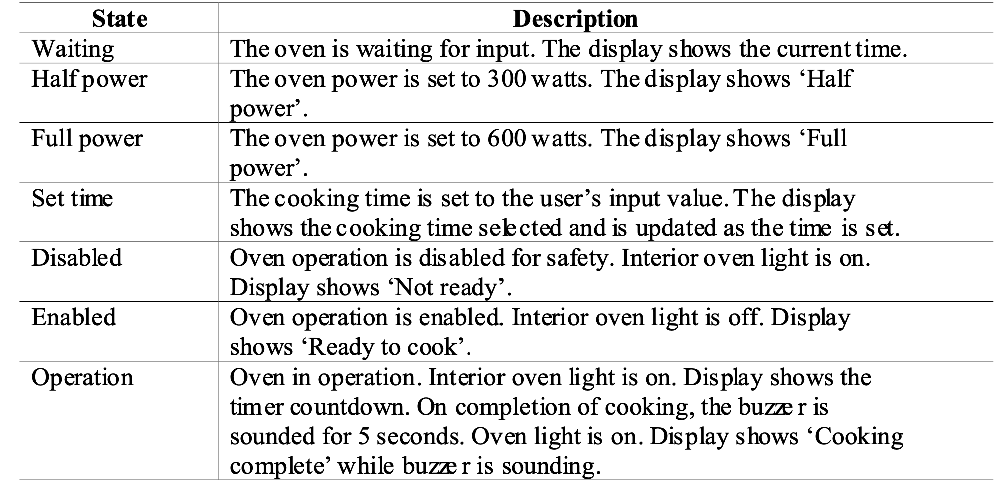 State Description
Waiting The oven is waiting for input. The display shows the current time.
Half power The oven power is set to 300 watts. The display shows ‘Half
power’.
Full power The oven power is set to 600 watts. The display shows ‘Full
power’.
Set time The cooking time is set to the user’s input value. The display
shows the cooking time selected and is updated as the time is set.
Disabled Oven operation is disabled for safety. Interior oven light is on.
Display shows ‘Not ready’.
Enabled Oven operation is enabled. Interior oven light is off. Display
shows ‘Ready to cook’.
Operation Oven in operation. Interior oven light is on. Display shows the
timer countdown. On completion of cooking, the buzzer is
sounded for 5 seconds. Oven light is on. Display shows ‘Cooking
complete’ while buzzer is sounding.